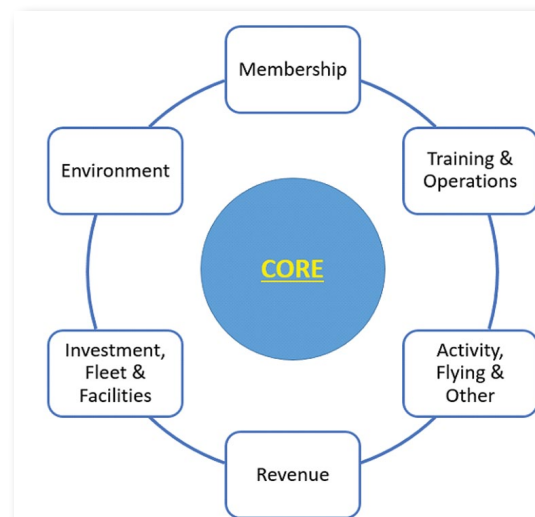 Membership
Training &
Operations
Activity,
Flying &
Other
Revenue
Investment,
Fleet &
Facilities
Environment
CORE